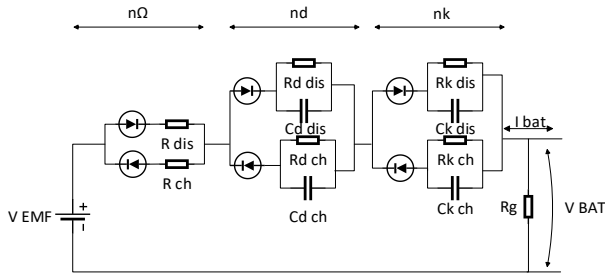 nΩ nd nk
Rd dis Rk dis
I bat
Cd dis Ck dis
R dis Rd ch Rk ch
R ch
Cd ch Ck ch
Rg
V EMF + − V BAT